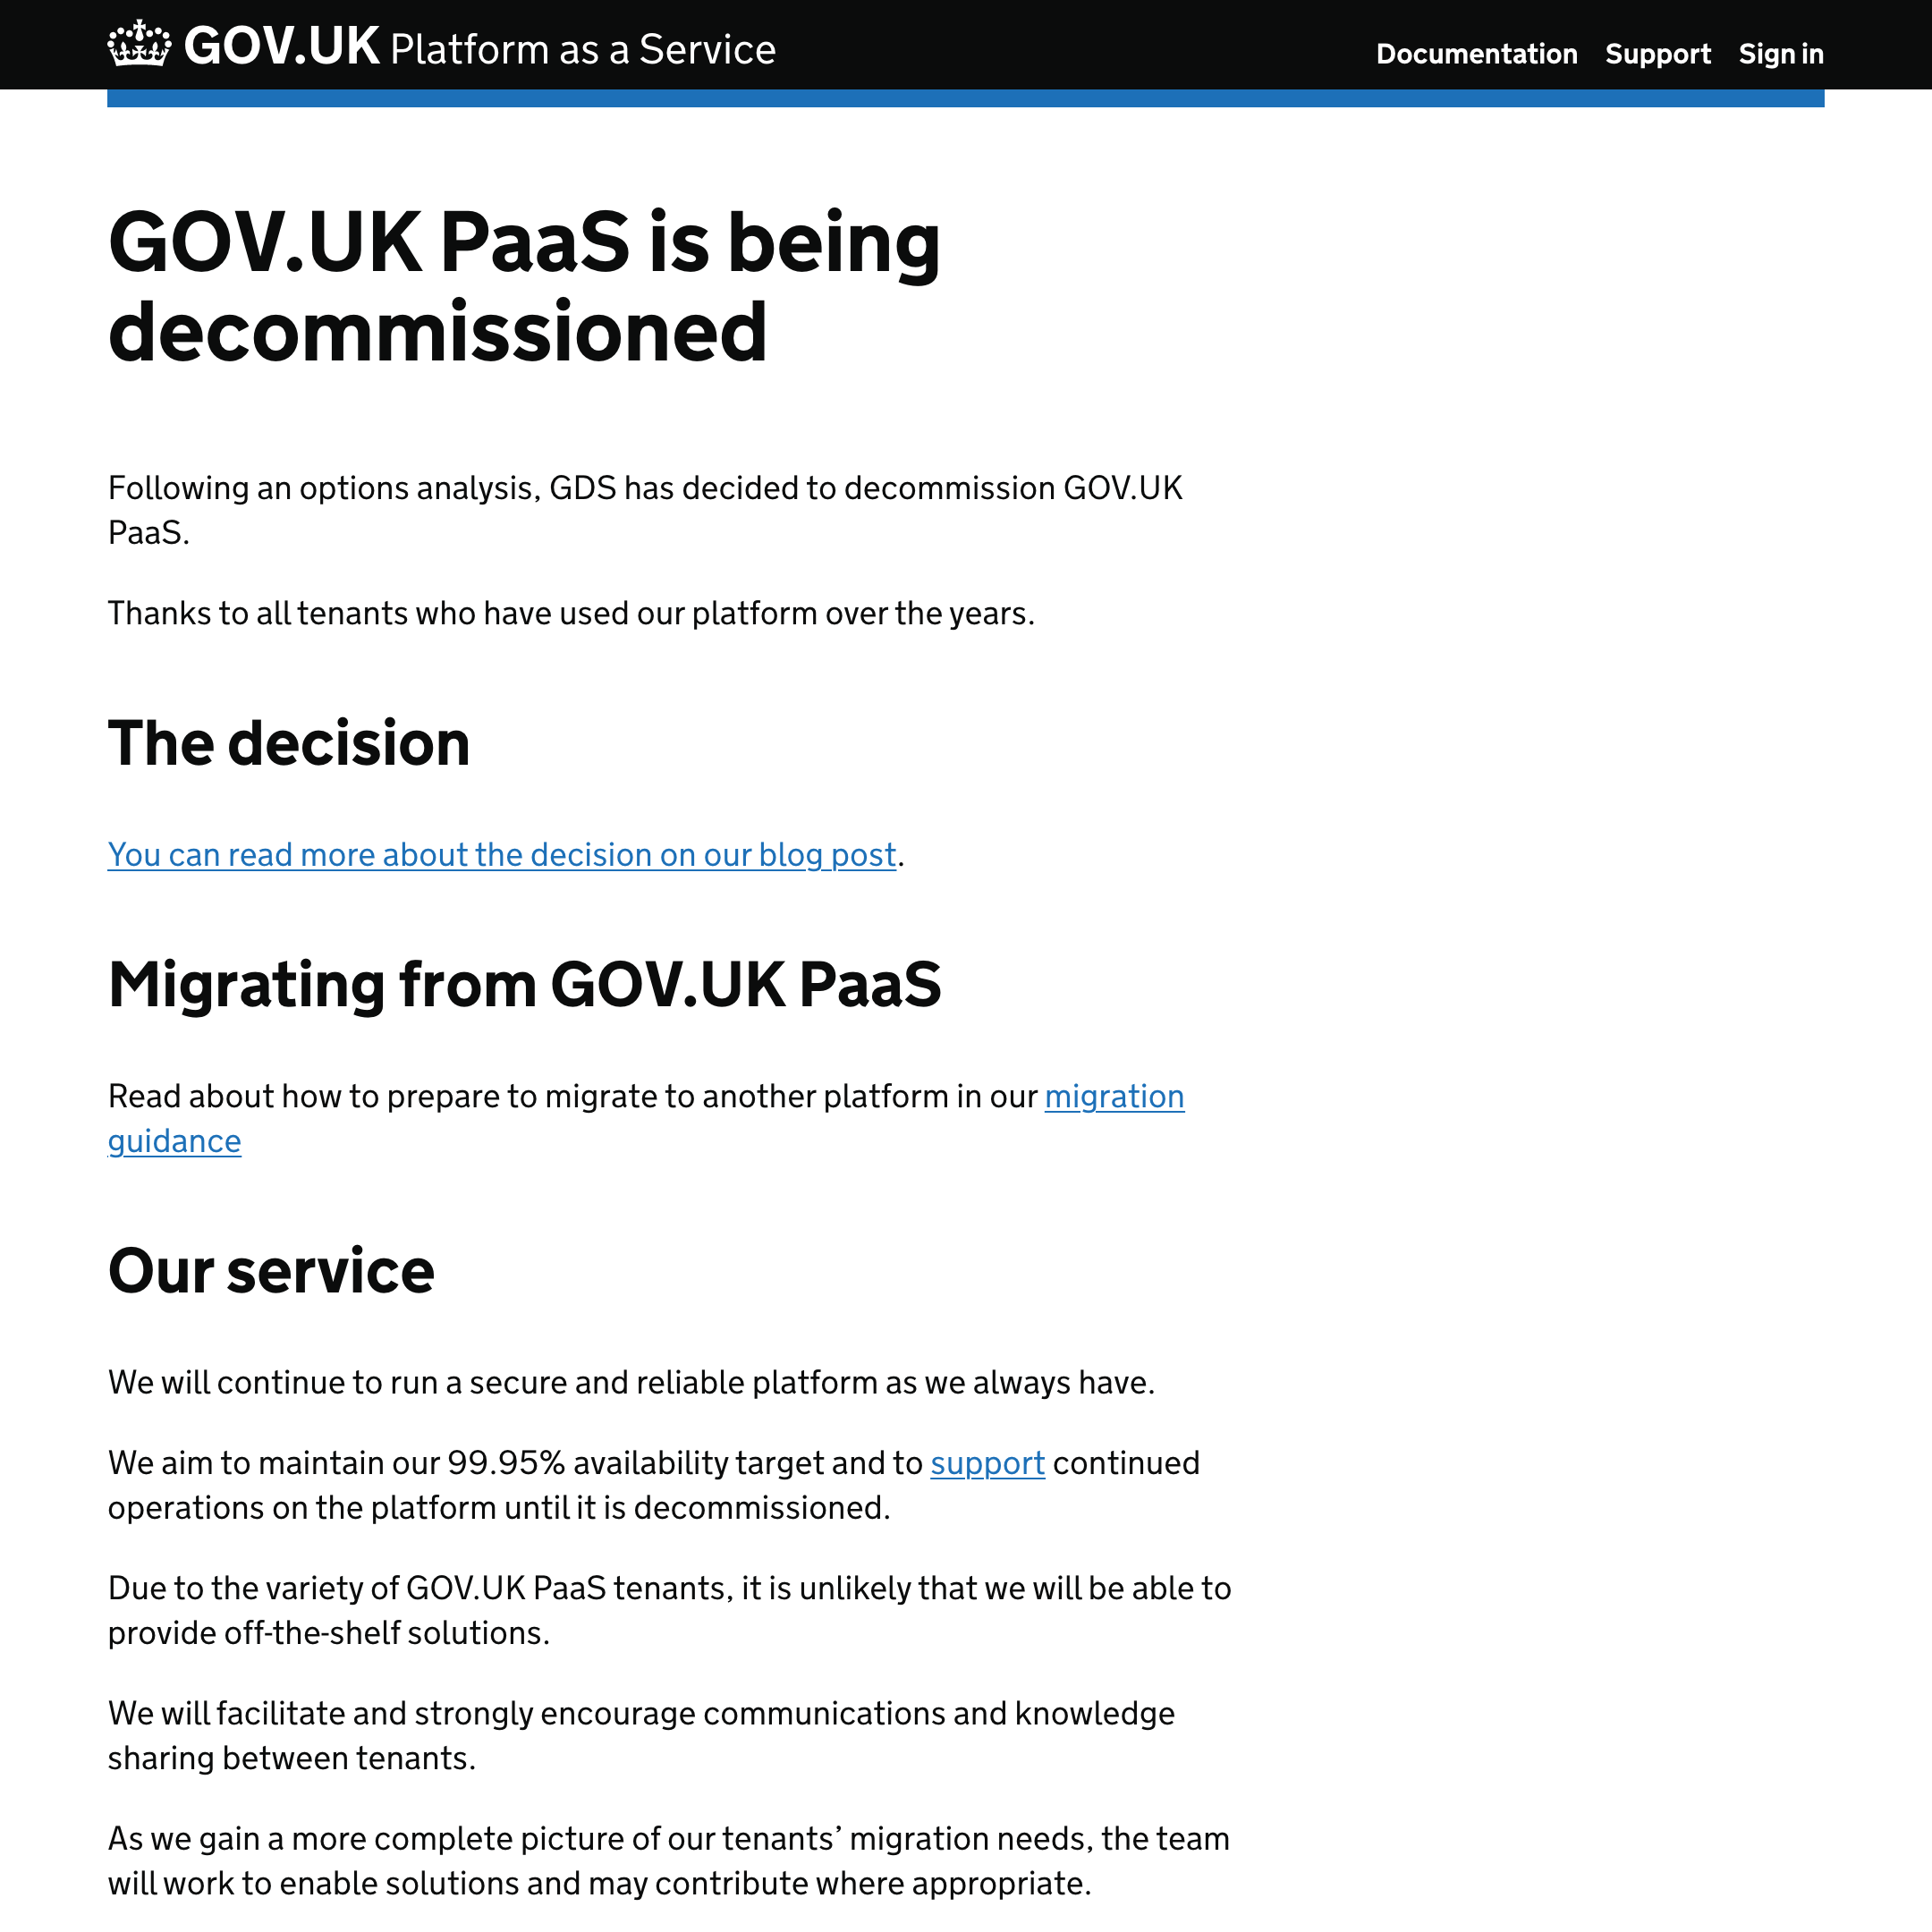 GOV.UK Platform as a Service
Documentation Support Sign in
GOV.UK PaaS is being
decommissioned
Following an options analysis, GDS has decided to decommission GOV.UK
PaaS.
Thanks to all tenants who have used our platform over the years.
The decision
You can read more about the decision on our blog post.
Migrating from GOV.UK PaaS
Read about how to prepare to migrate to another platform in our migration
guidance
Our service
We will continue to run a secure and reliable platform as we always have.
We aim to maintain our 99.95% availability target and to support continued
operations on the platform until it is decommissioned.
Due to the variety of GOV.UK PaaS tenants, it is unlikely that we will be able to
provide off-the-shelf solutions.
We will facilitate and strongly encourage communications and knowledge
sharing between tenants.
As we gain a more complete picture of our tenants’ migration needs, the team
will work to enable solutions and may contribute where appropriate.